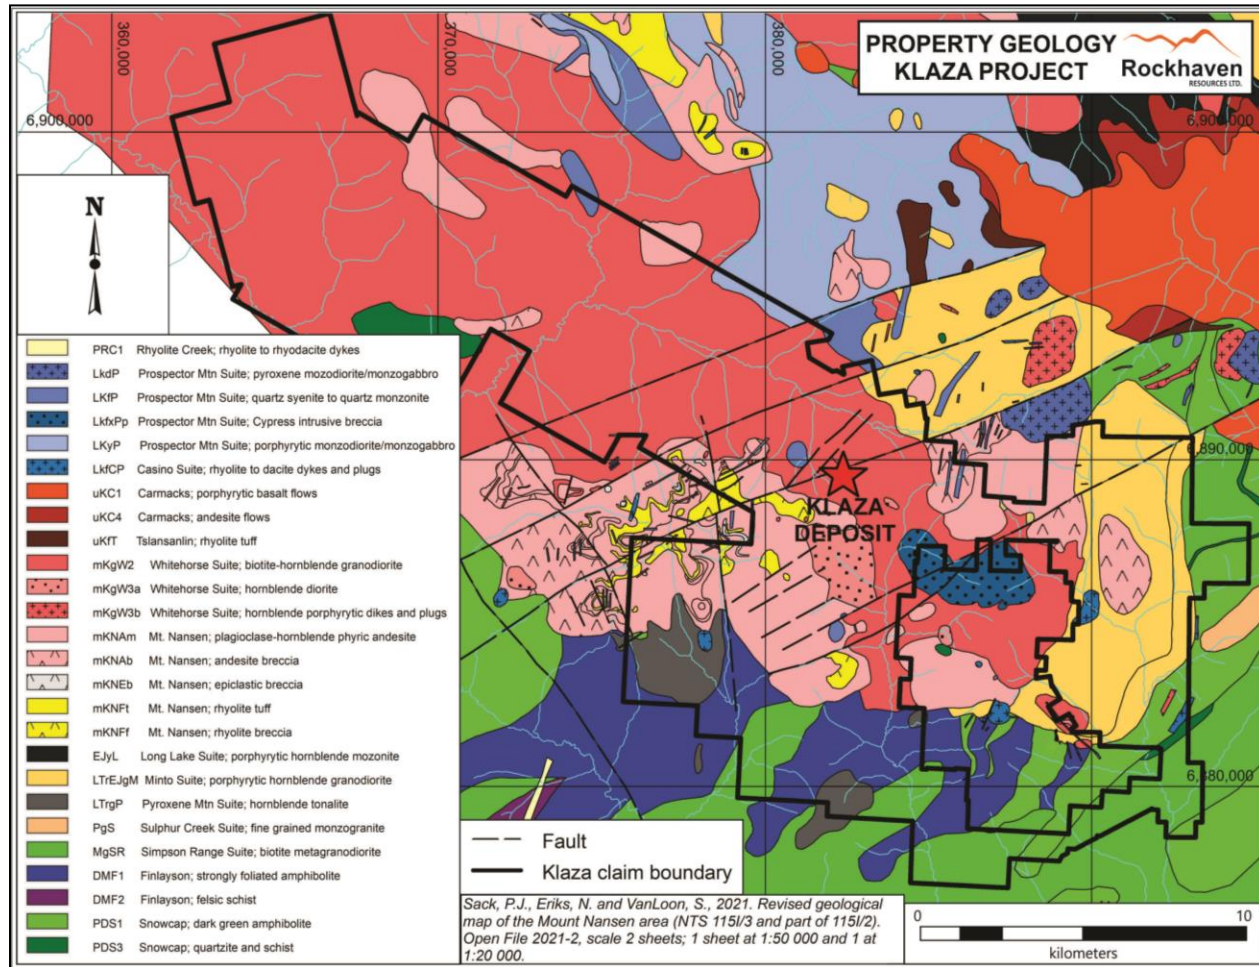 360,000
370,000
380,000
PROPERTY GEOLOGY
KLAZA PROJECT
Rockhaven
RESOURCES LTD.
6,900,000
6,900,000
N
PRC1 Rhyolite Creek; rhyolite to rhyodacite dykes
LkdP Prospector Mtn Suite; pyroxene mozodiorite/monzogabbro
LKfP Prospector Mtn Suite: quartz syenite to quartz monzonite
LkfxPp Prospector Mtn Suite; Cypress intrusive breccia
LKyP Prospector Mtn Suite; porphyrytic monzodiorite/monzogabbro
LkfCP Casino Suite; rhyolite to dacite dykes and plugs
uKC1 Carmacks; porphyrytic basalt flows
uKC4 Carmacks; andesite flows
uKfT Tslansanlin; rhyolite tuff
mKgW2 Whitehorse Suite; biotite-hornblende granodiorite
mKgW3a Whitehorse Suite; hornblende diorite
mKgW3b Whitehorse Suite; hornblende porphyrytic dikes and plugs
mKNAm Mt. Nansen; plagioclase-hornblende phyric andesite
mKNAb Mt. Nansen; andesite breccia
mKNEb Mt. Nansen; epiclastic breccia
mKNFt Mt. Nansen; rhyolite tuff
mKNFf Mt. Nansen; rhyolite breccia
EJyL Long Lake Suite; porphyrytic hornblende mozonite
LTrEJgM Minto Suite; porphyrytic hornblende granodiorite
LTrgP Pyroxene Mtn Suite; hornblende tonalite
PgS Sulphur Creek Suite; fine grained monzogranite
MgSR Simpson Range Suite; biotite metagranodiorite
DMF1 Finlayson; strongly foliated amphibolite
DMF2 Finlayson; felsic schist
PDS1 Snowcap; dark green amphibolite
PDS3 Snowcap; quartzite and schist
6,890,000
KLAZA
DEPOSIT
6,880,000
Fault
Klaza claim boundary
Sack, P.J., Eriks, N. and VanLoon, S., 2021. Revised geological
map of the Mount Nansen area (NTS 115I/3 and part of 115I/2).
Open File 2021-2, scale 2 sheets; 1 sheet at 1:50 000 and 1 at
1:20 000.
0 10
kilometers